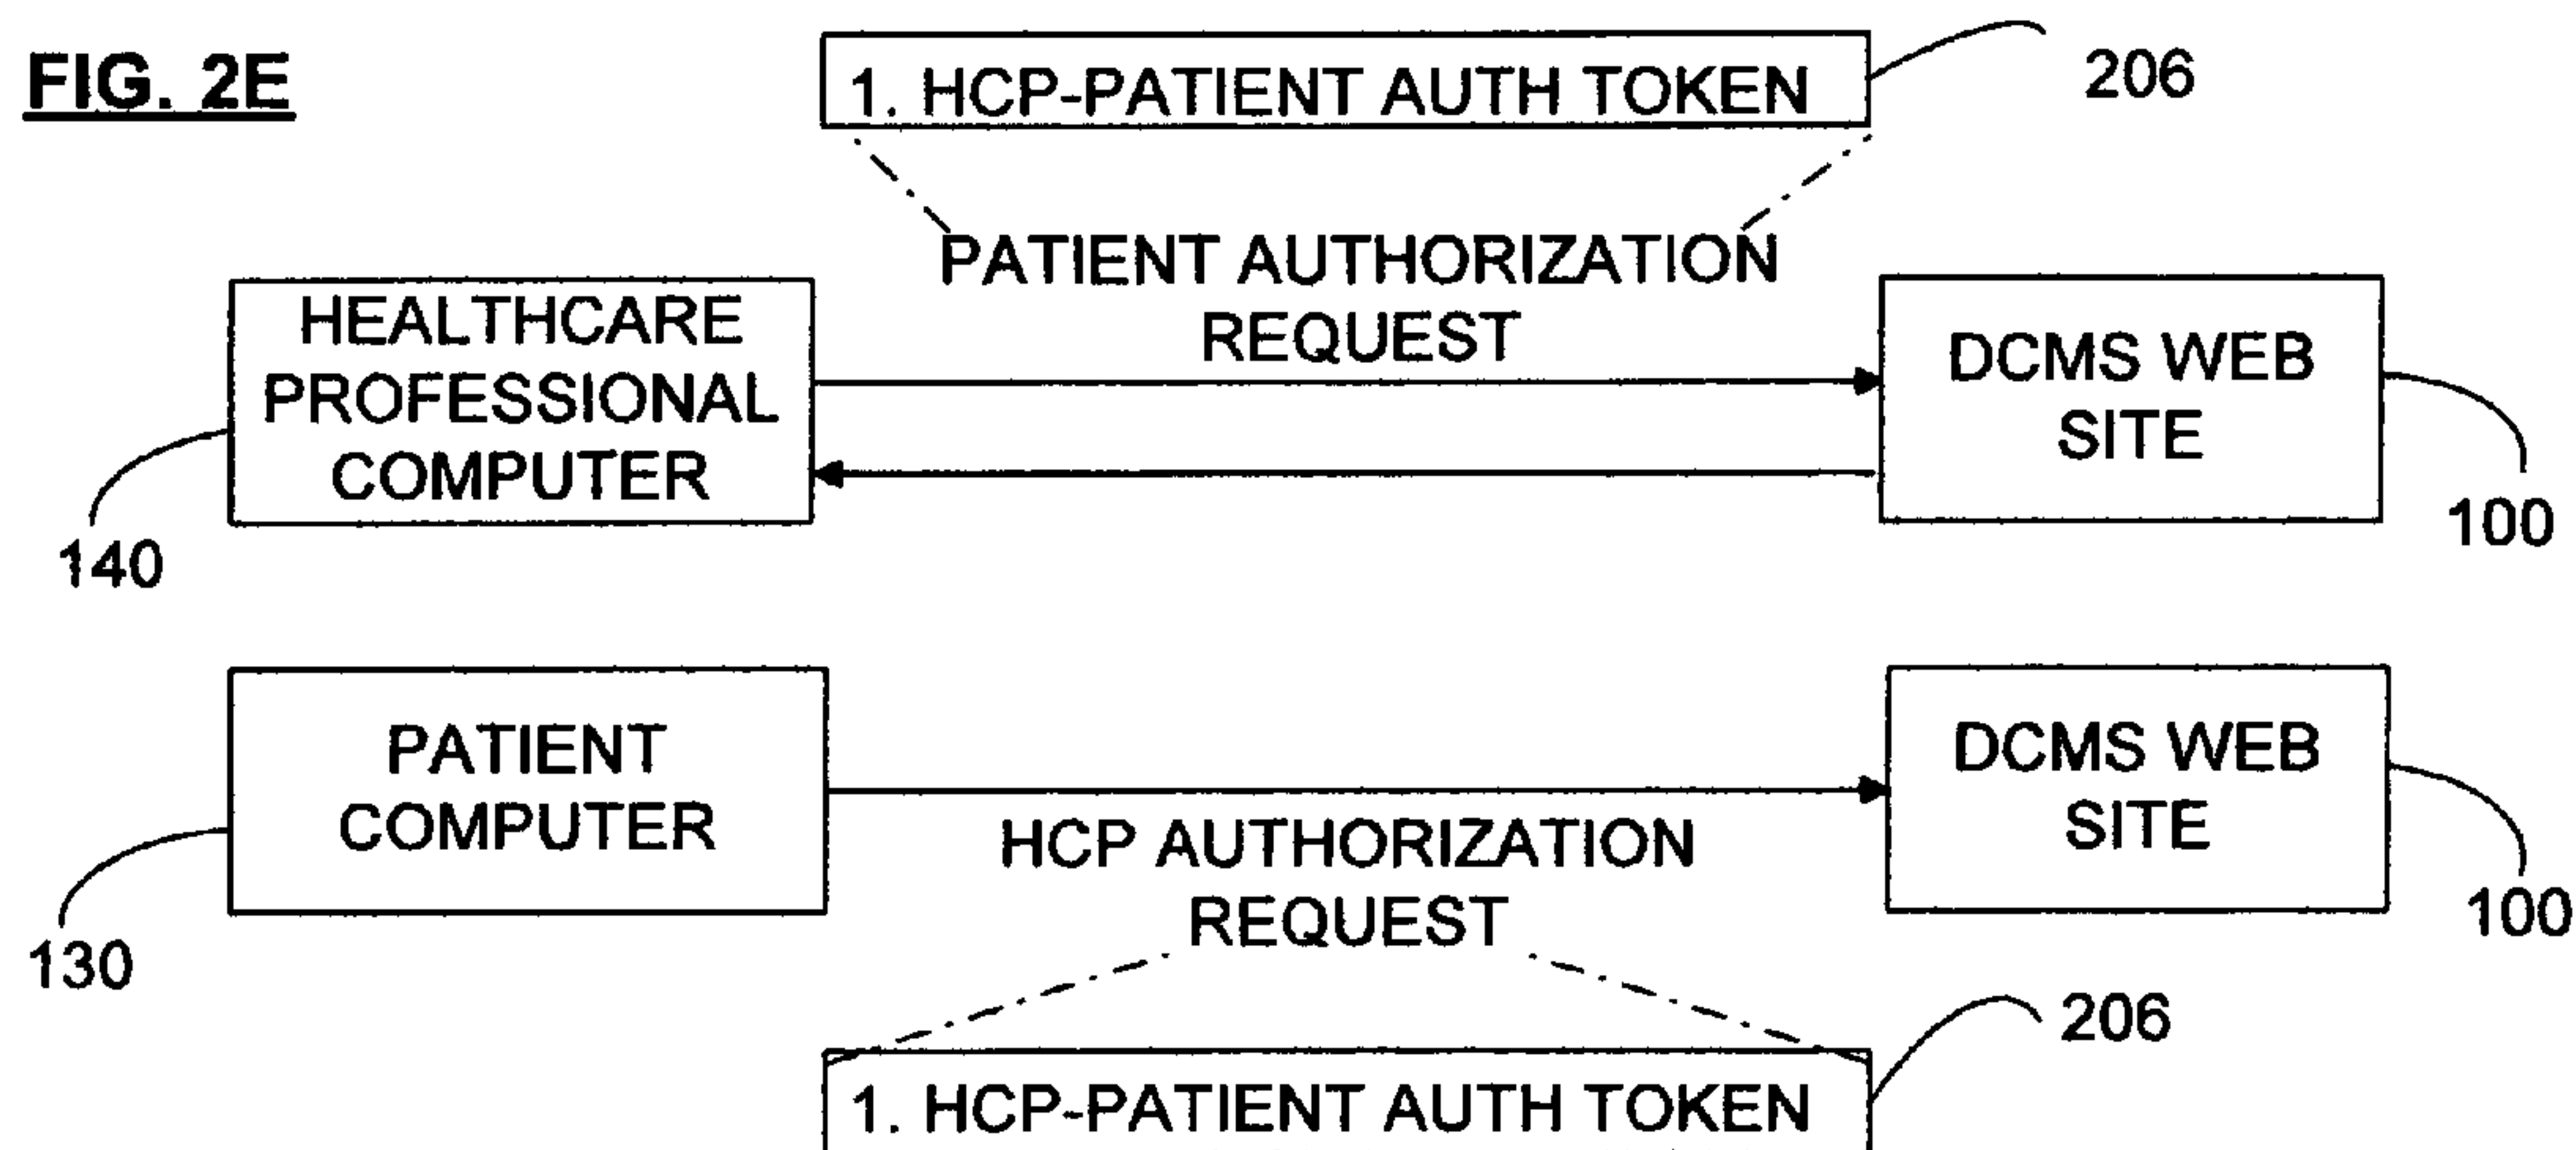 FIG. 2E
1. HCP-PATIENT AUTH TOKEN
206
PATIENT AUTHORIZATION
REQUEST
HEALTHCARE
PROFESSIONAL
COMPUTER
DCMS WEB
SITE
140
100
PATIENT
COMPUTER
DCMS WEB
SITE
HCP AUTHORIZATION
REQUEST
130
100
206
1. HCP-PATIENT AUTH TOKEN